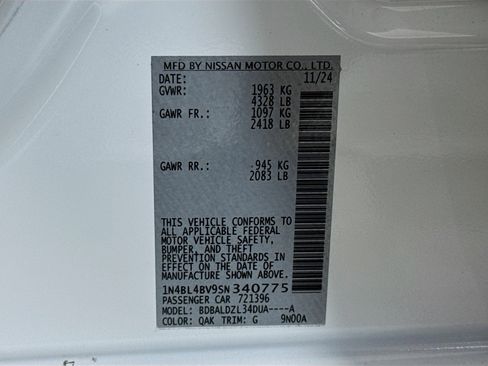 MFD BY NISSAN MOTOR CO., LTD.
DATE: 11/24
GVWR: 1963 KG
4328 LB
GAWR FR.: 1097 KG
2418 LB
GAWR RR.: 945 KG
2083 LB
THIS VEHICLE CONFORMS TO
ALL APPLICABLE FEDERAL
MOTOR VEHICLE SAFETY,
BUMPER, AND THEFT
PREVENTION STANDARDS IN
EFFECT ON THE DATE OF
MANUFACTURE SHOWN ABOVE.
1N4BL4BV9SN340775
PASSENGER CAR 721396
MODEL: BDBALDZL34DUA----A
COLOR: QAK TRIM: G 9N00A